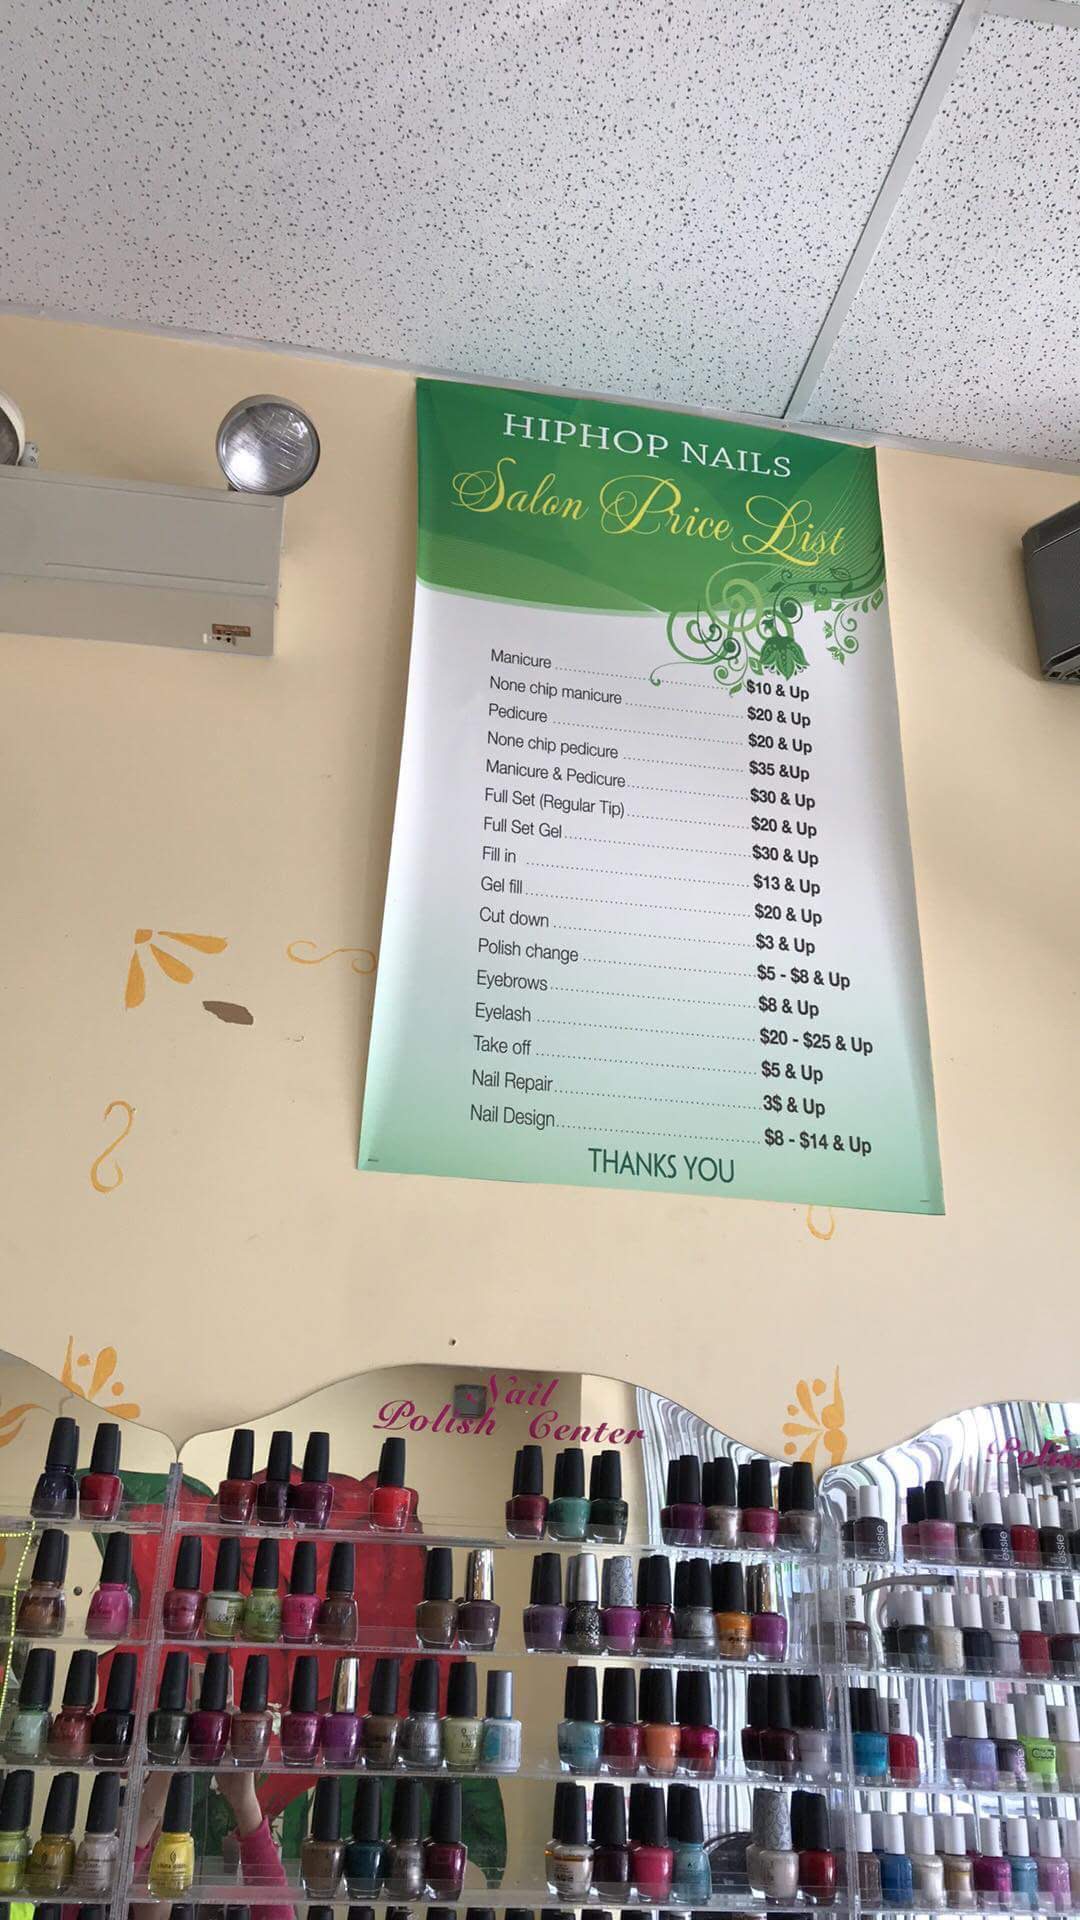 HIPHOP NAILS
Salon Price List
Manicure ........ $10 & Up
None chip manicure ........ $20 & Up
Pedicure ........ $20 & Up
None chip pedicure ........ $35 &Up
Manicure & Pedicure ........ $30 & Up
Full Set (Regular Tip) ........ $20 & Up
Full Set Gel ........ $30 & Up
Fill in ........ $13 & Up
Gel fill ........ $20 & Up
Cut down ........ $3 & Up
Polish change ........ $5 - $8 & Up
Eyebrows ........ $8 & Up
Eyelash ........ $20 - $25 & Up
Take off ........ $5 & Up
Nail Repair ........ 3$ & Up
Nail Design ........ $8 - $14 & Up
THANKS YOU
Nail
Polish Center
essie
essie
essie